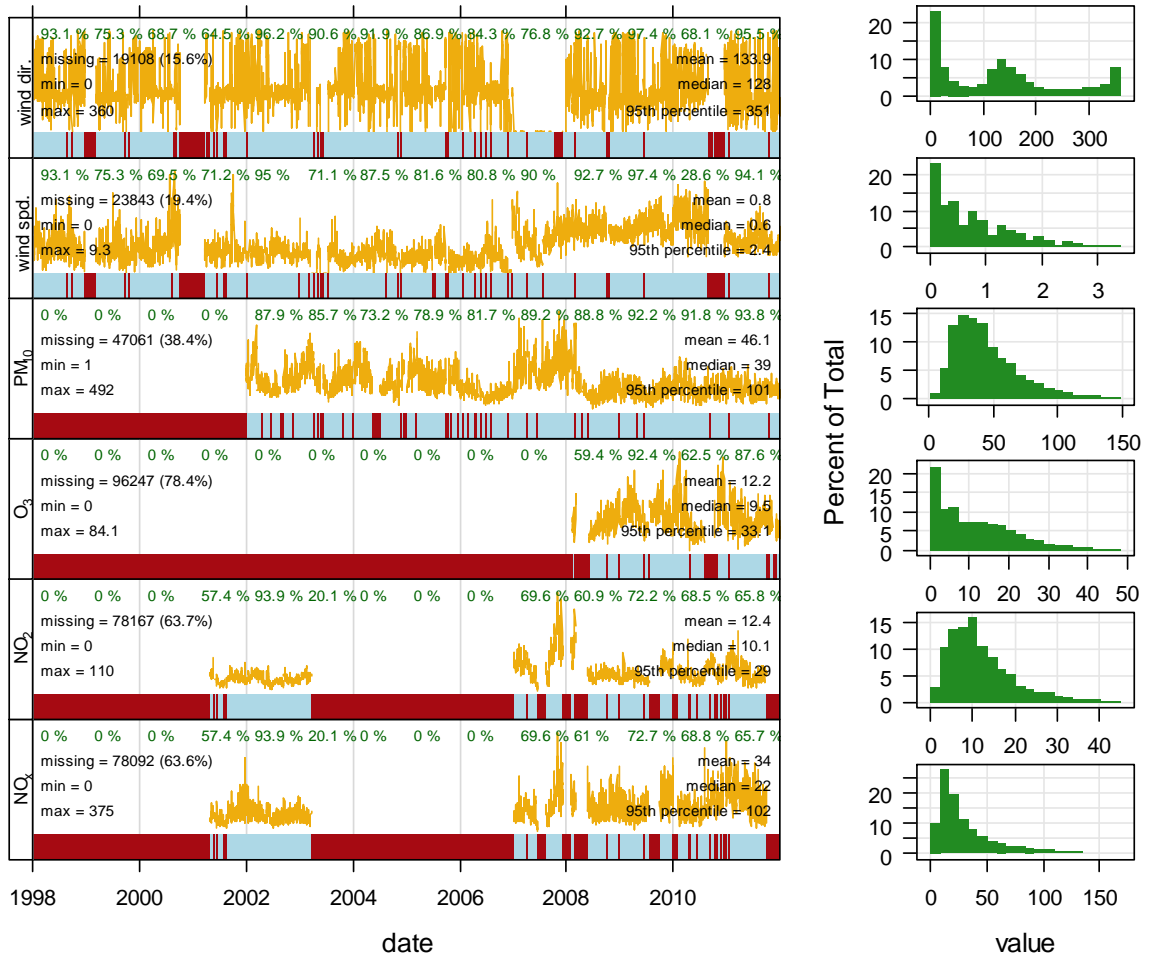 wind dir.
93.1 % 75.3 % 68.7 % 64.5 % 96.2 % 90.6 % 91.9 % 86.9 % 84.3 % 76.8 % 92.7 % 97.4 % 68.1 % 95.5 %
missing = 19108 (15.6%)
min = 0
max = 360
mean = 133.9
median = 128
95th percentile = 351
wind spd.
93.1 % 75.3 % 69.5 % 71.2 % 95 % 71.1 % 87.5 % 81.6 % 80.8 % 90 % 92.7 % 97.4 % 28.6 % 94.1 %
missing = 23843 (19.4%)
min = 0
max = 9.3
mean = 0.8
median = 0.6
95th percentile = 2.4
PM10
0 % 0 % 0 % 0 % 87.9 % 85.7 % 73.2 % 78.9 % 81.7 % 89.2 % 88.8 % 92.2 % 91.8 % 93.8 %
missing = 47061 (38.4%)
min = 1
max = 492
mean = 46.1
median = 39
95th percentile = 101
O3
0 % 0 % 0 % 0 % 0 % 0 % 0 % 0 % 0 % 0 % 59.4 % 92.4 % 62.5 % 87.6 %
missing = 96247 (78.4%)
min = 0
max = 84.1
mean = 12.2
median = 9.5
95th percentile = 33.1
NO2
0 % 0 % 0 % 57.4 % 93.9 % 20.1 % 0 % 0 % 0 % 69.6 % 60.9 % 72.2 % 68.5 % 65.8 %
missing = 78167 (63.7%)
min = 0
max = 110
mean = 12.4
median = 10.1
95th percentile = 29
NOx
0 % 0 % 0 % 57.4 % 93.9 % 20.1 % 0 % 0 % 0 % 69.6 % 61 % 72.7 % 68.8 % 65.7 %
missing = 78092 (63.6%)
min = 0
max = 375
mean = 34
median = 22
95th percentile = 102
1998 2000 2002 2004 2006 2008 2010
date
Percent of Total
20
10
0
0 100 200 300
20
10
0
0 1 2 3
15
10
5
0
0 50 100 150
20
15
10
5
0
0 10 20 30 40 50
15
10
5
0
0 10 20 30 40
20
10
0
0 50 100 150
value